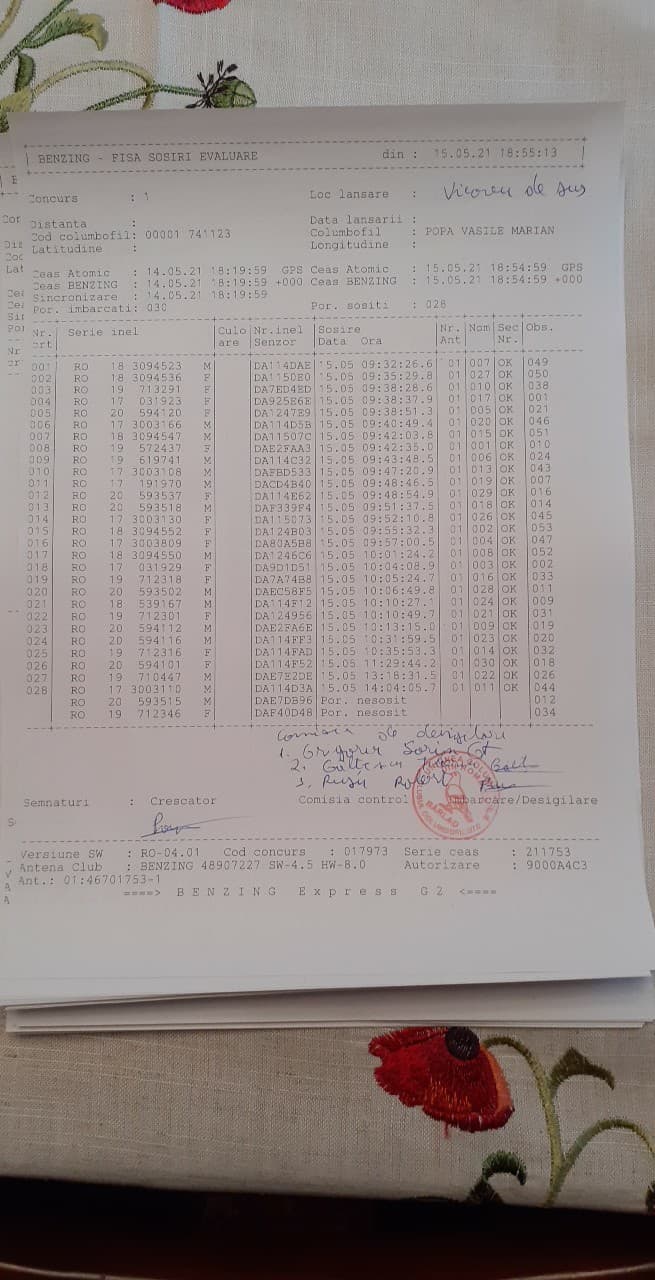 BENZING - FISA SOSIRI EVALUARE din : 15.05.21 18:55:13
Concurs : 1 Loc lansare : Vicovu de sus
Distanta : Data lansarii :
Cod columbofil: 00001 741123 Columbofil : POPA VASILE MARIAN
Latitudine : Longitudine :
Ceas Atomic : 14.05.21 18:19:59 GPS Ceas Atomic : 15.05.21 18:54:59 GPS
Ceas BENZING : 14.05.21 18:19:59 +000 Ceas BENZING : 15.05.21 18:54:59 +000
Sincronizare : 14.05.21 18:19:59
Por. imbarcati: 030 Por. sositi : 028
Nr. Serie inel Culo Nr.inel Sosire Nr. Nom Sec Obs.
crt are Senzor Data Ora Ant Nr.
001 RO 18 3094523 M DA114DAE 15.05 09:32:26.6 01 007 OK 049
002 RO 18 3094536 F DA1150E0 15.05 09:35:29.8 01 027 OK 050
003 RO 19 713291 F DA7ED4ED 15.05 09:38:28.6 01 010 OK 038
004 RO 17 031923 F DA925E6E 15.05 09:38:37.9 01 017 OK 001
005 RO 20 594120 F DA1247E9 15.05 09:38:51.3 01 005 OK 021
006 RO 17 3003166 M DA114D5B 15.05 09:40:49.4 01 020 OK 046
007 RO 18 3094547 M DA11507C 15.05 09:42:03.8 01 015 OK 051
008 RO 19 572437 F DAE2FAA3 15.05 09:42:35.0 01 001 OK 010
009 RO 19 619741 M DA114C32 15.05 09:43:48.5 01 006 OK 024
010 RO 17 3003108 M DAFBD533 15.05 09:47:20.9 01 013 OK 043
011 RO 17 191970 M DACD4B40 15.05 09:48:46.5 01 019 OK 007
012 RO 20 593537 F DA114E62 15.05 09:48:54.9 01 029 OK 016
013 RO 20 593518 M DAF339F4 15.05 09:51:37.5 01 018 OK 014
014 RO 17 3003130 F DA115073 15.05 09:52:10.8 01 026 OK 045
015 RO 18 3094552 F DA124B03 15.05 09:55:32.3 01 002 OK 053
016 RO 17 3003809 F DA80A5B8 15.05 09:57:00.5 01 004 OK 047
017 RO 18 3094550 M DA1246C6 15.05 10:01:24.2 01 008 OK 052
018 RO 17 031929 F DA9D1D51 15.05 10:04:08.9 01 003 OK 002
019 RO 19 712318 F DA7A74B8 15.05 10:05:24.7 01 016 OK 033
020 RO 20 593502 M DAEC58F5 15.05 10:06:49.8 01 028 OK 011
021 RO 18 539167 M DA114F12 15.05 10:10:27.1 01 024 OK 009
022 RO 19 712301 F DA124956 15.05 10:10:49.7 01 021 OK 031
023 RO 20 594112 M DAE2FA6E 15.05 10:13:15.0 01 009 OK 019
024 RO 20 594116 M DA114FF3 15.05 10:31:59.5 01 023 OK 020
025 RO 19 712316 F DA114FAD 15.05 10:35:53.3 01 014 OK 032
026 RO 20 594101 F DA114F52 15.05 11:29:44.2 01 030 OK 018
027 RO 19 710447 M DAE7E2DE 15.05 13:18:31.5 01 022 OK 026
028 RO 17 3003110 M DA114D3A 15.05 14:04:05.7 01 011 OK 044
RO 20 593515 M DAE7DB96 Por. nesosit 012
RO 19 712346 F DAF40D48 Por. nesosit 034
Comisia de desigilare
1. Grigoras Sorin
2.
3. Rusu Robert
Semnaturi : Crescator Comisia control Imbarcare/Desigilare
BARLAD
Versiune SW : RO-04.01 Cod concurs : 017973 Serie ceas : 211753
Antena Club : BENZING 48907227 SW-4.5 HW-8.0 Autorizare : 9000A4C3
Ant.: 01:46701753-1
====> BENZING Express G2 <====